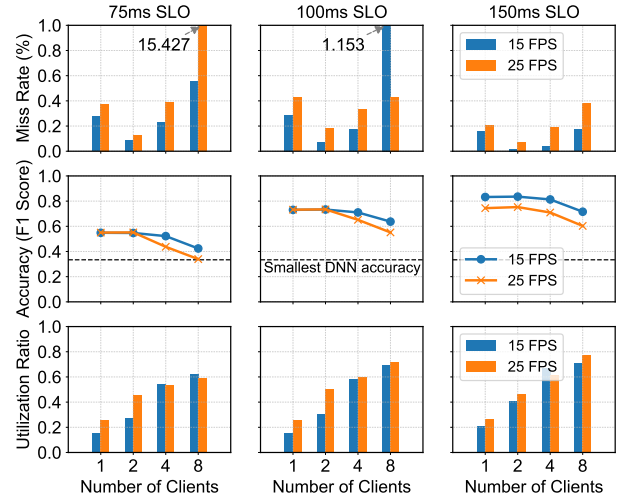 75ms SLO 100ms SLO 150ms SLO
Miss Rate (%)
1.0
0.8
0.6
0.4
0.2
0.0
15.427
1.153
15 FPS
25 FPS
Accuracy (F1 Score)
1.0
0.8
0.6
0.4
0.2
0.0
Smallest DNN accuracy
15 FPS
25 FPS
Utilization Ratio
1.0
0.8
0.6
0.4
0.2
0.0
15 FPS
25 FPS
1 2 4 8 1 2 4 8 1 2 4 8
Number of Clients Number of Clients Number of Clients